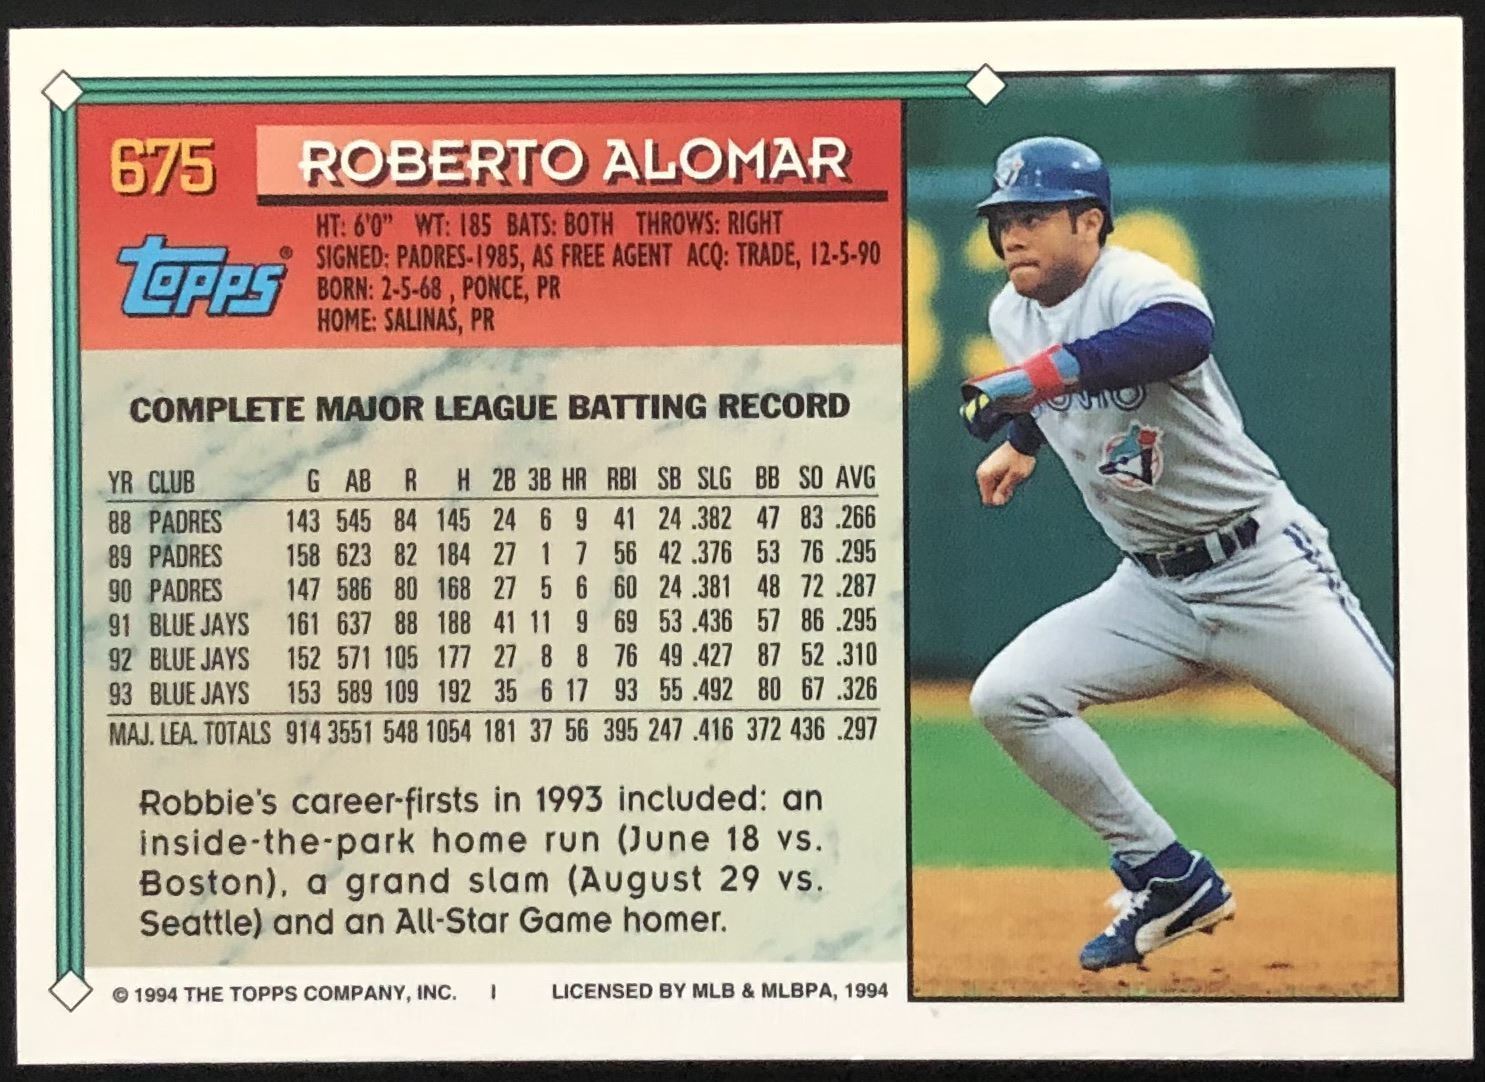 675
ROBERTO ALOMAR
Topps®
HT: 6'0" WT: 185 BATS: BOTH THROWS: RIGHT
SIGNED: PADRES-1985, AS FREE AGENT ACQ: TRADE, 12-5-90
BORN: 2-5-68 , PONCE, PR
HOME: SALINAS, PR
COMPLETE MAJOR LEAGUE BATTING RECORD
YR CLUB G AB R H 2B 3B HR RBI SB SLG BB SO AVG
88 PADRES 143 545 84 145 24 6 9 41 24 .382 47 83 .266
89 PADRES 158 623 82 184 27 1 7 56 42 .376 53 76 .295
90 PADRES 147 586 80 168 27 5 6 60 24 .381 48 72 .287
91 BLUE JAYS 161 637 88 188 41 11 9 69 53 .436 57 86 .295
92 BLUE JAYS 152 571 105 177 27 8 8 76 49 .427 87 52 .310
93 BLUE JAYS 153 589 109 192 35 6 17 93 55 .492 80 67 .326
MAJ. LEA. TOTALS 914 3551 548 1054 181 37 56 395 247 .416 372 436 .297
Robbie's career-firsts in 1993 included: an
inside-the-park home run (June 18 vs.
Boston), a grand slam (August 29 vs.
Seattle) and an All-Star Game homer.
© 1994 THE TOPPS COMPANY, INC. I LICENSED BY MLB & MLBPA, 1994